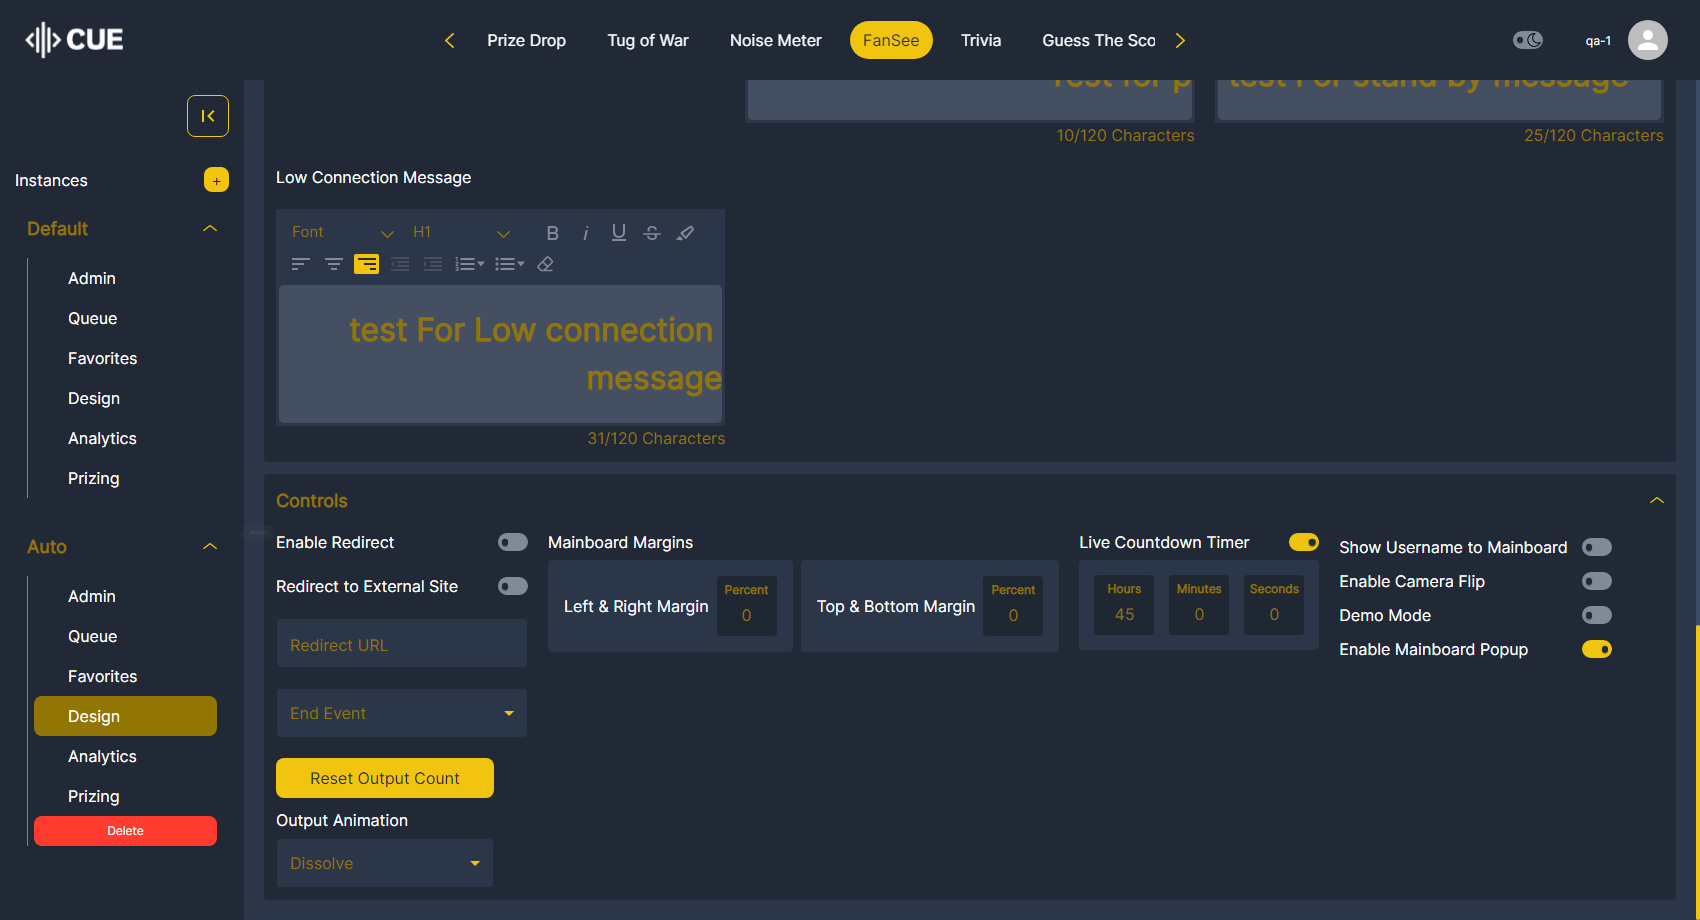 CUE
Prize Drop
Tug of War
Noise Meter
FanSee
Trivia
Guess The Sco
qa-1
Instances
+
Default
Admin
Queue
Favorites
Design
Analytics
Prizing
Auto
Admin
Queue
Favorites
Design
Analytics
Prizing
Delete
Test for p
10/120 Characters
test For stand by message
25/120 Characters
Low Connection Message
Font
H1
B i U S
test For Low connection
message
31/120 Characters
Controls
Enable Redirect
Redirect to External Site
Redirect URL
End Event
Reset Output Count
Output Animation
Dissolve
Mainboard Margins
Left & Right Margin
Percent
0
Top & Bottom Margin
Percent
0
Live Countdown Timer
Hours
45
Minutes
0
Seconds
0
Show Username to Mainboard
Enable Camera Flip
Demo Mode
Enable Mainboard Popup